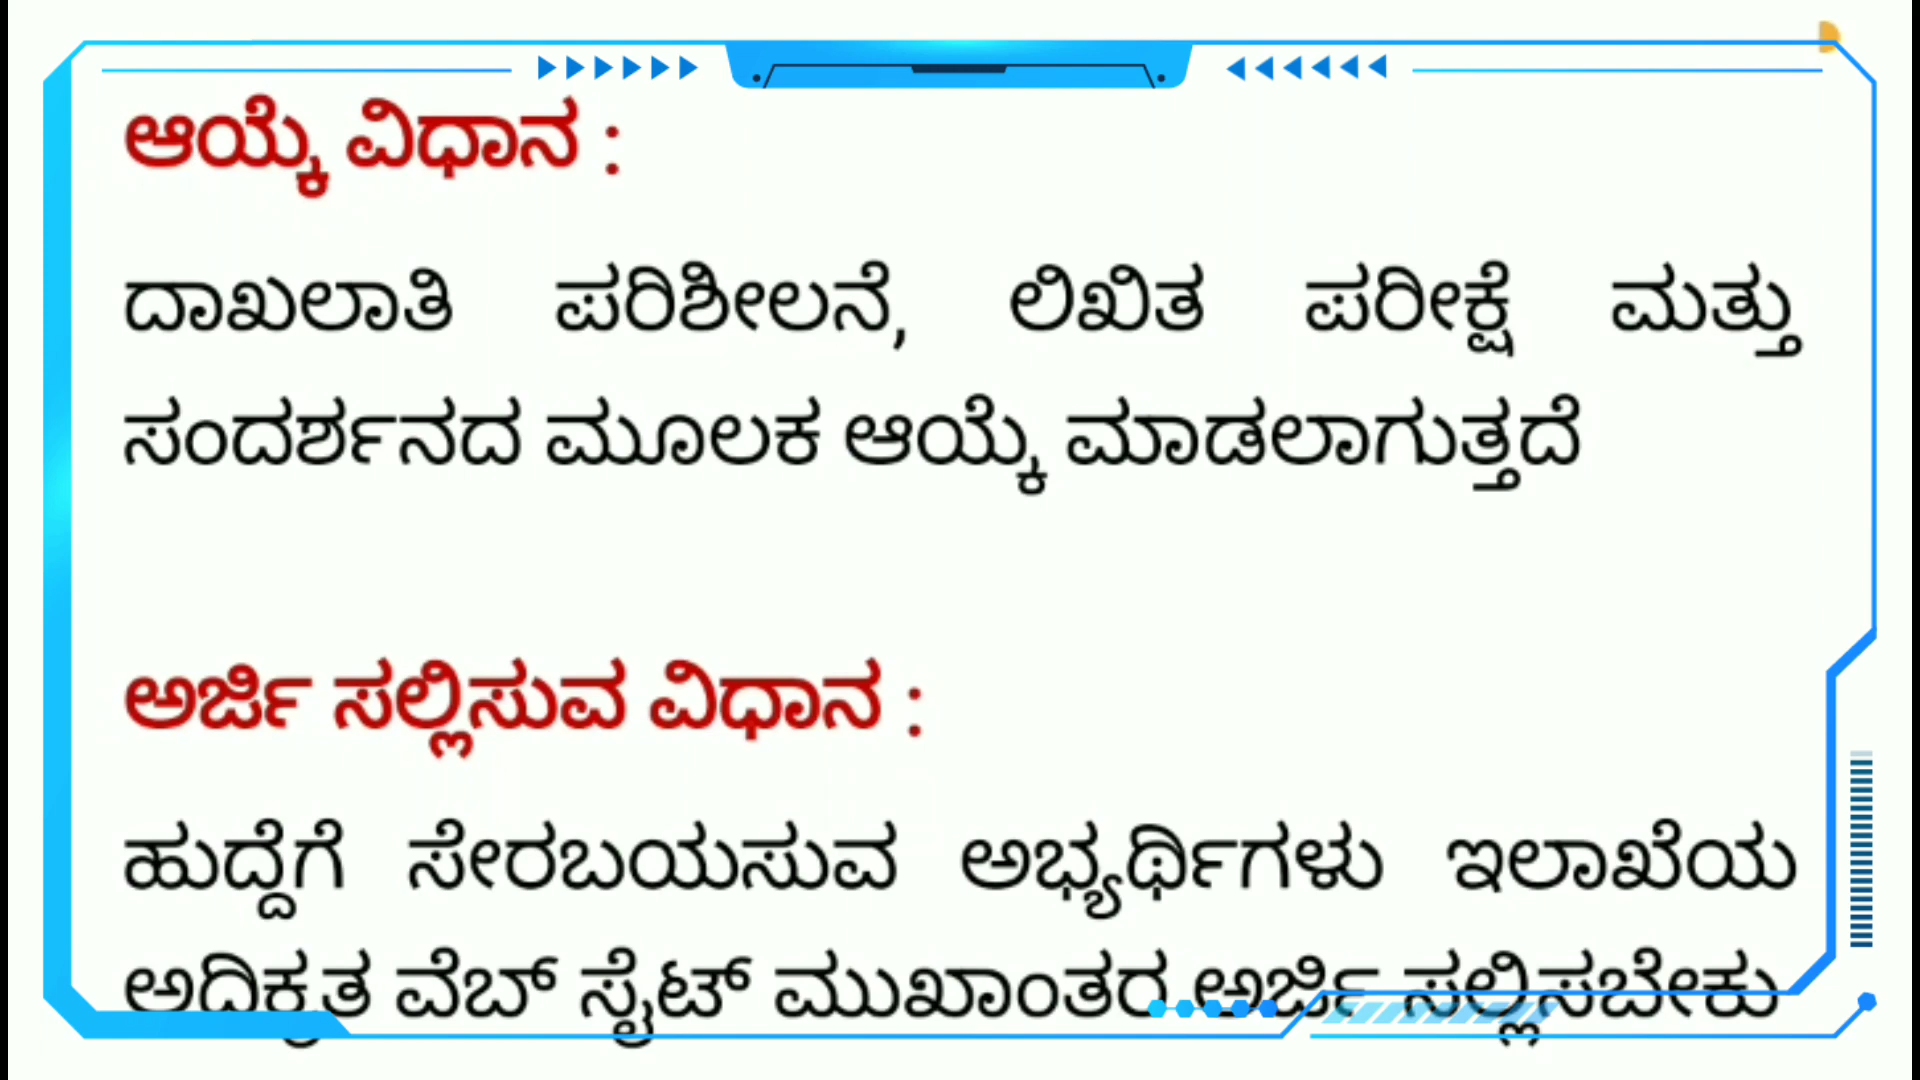 ಆಯ್ಕೆ ವಿಧಾನ :
ದಾಖಲಾತಿ ಪರಿಶೀಲನೆ, ಲಿಖಿತ ಪರೀಕ್ಷೆ ಮತ್ತು
ಸಂದರ್ಶನದ ಮೂಲಕ ಆಯ್ಕೆ ಮಾಡಲಾಗುತ್ತದೆ
ಅರ್ಜಿ ಸಲ್ಲಿಸುವ ವಿಧಾನ :
ಹುದ್ದೆಗೆ ಸೇರಬಯಸುವ ಅಭ್ಯರ್ಥಿಗಳು ಇಲಾಖೆಯ
ಅದಿಕೃತ ವೆಬ್ ಸೈಟ್ ಮುಖಾಂತರ ಅರ್ಜಿ ಸಲ್ಲಿಸಬೇಕು